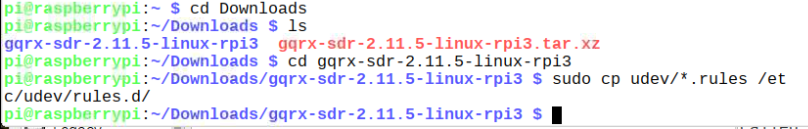 pi@raspberrypi:~ $ cd Downloads
pi@raspberrypi:~/Downloads $ ls
gqrx-sdr-2.11.5-linux-rpi3  gqrx-sdr-2.11.5-linux-rpi3.tar.xz
pi@raspberrypi:~/Downloads $ cd gqrx-sdr-2.11.5-linux-rpi3
pi@raspberrypi:~/Downloads/gqrx-sdr-2.11.5-linux-rpi3 $ sudo cp udev/*.rules /et
c/udev/rules.d/
pi@raspberrypi:~/Downloads/gqrx-sdr-2.11.5-linux-rpi3 $